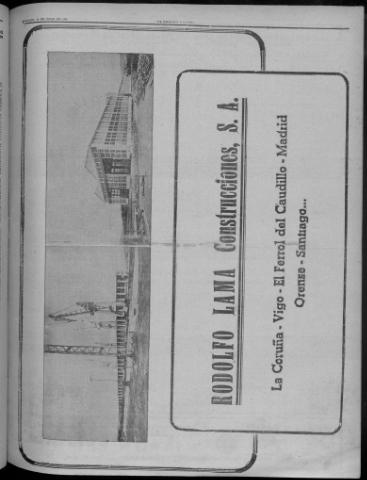 RODOLFO LAMA Construcciones, S. A.
La Coruña - Vigo - El Ferrol del Caudillo - Madrid
Orense - Santiago...